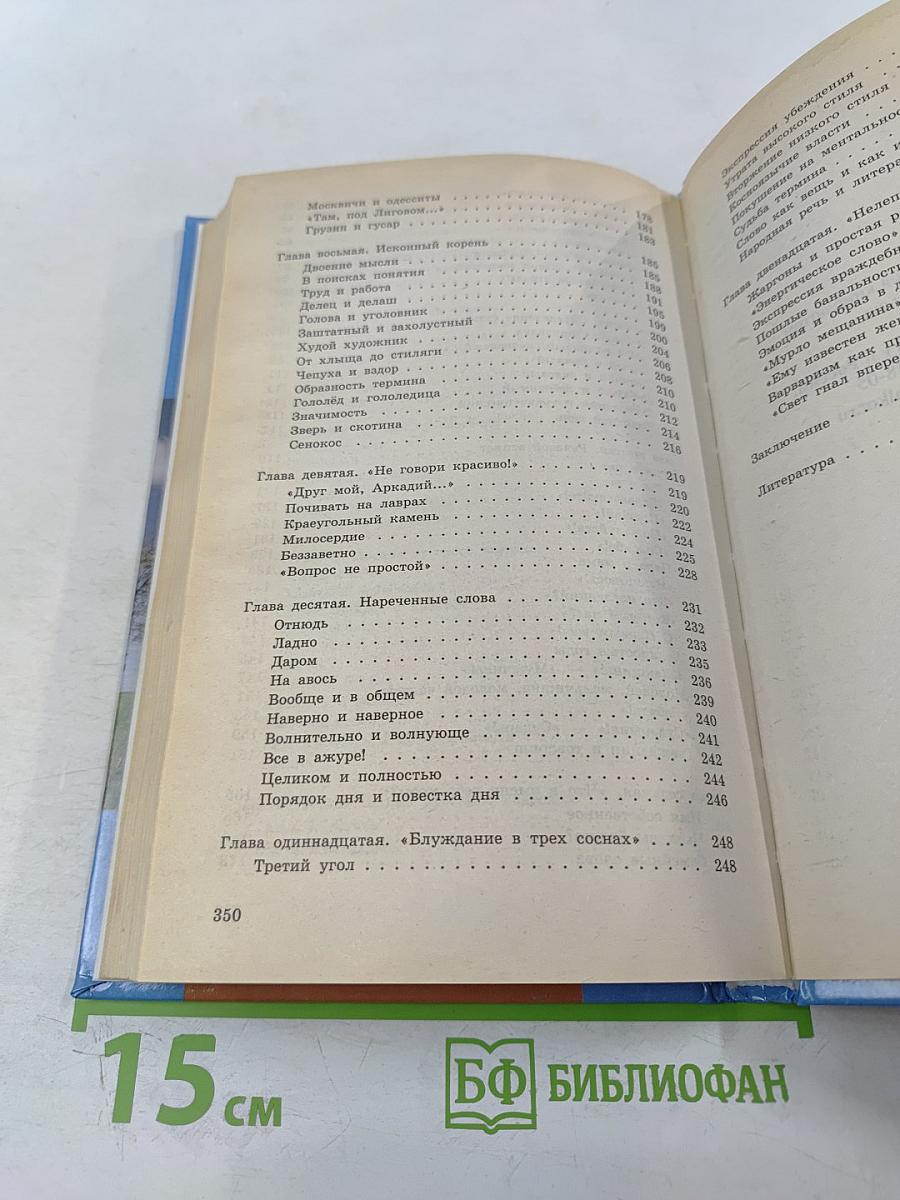 Москвичи и одесситы . . . . . . . . . . . . . . . 178
«Там, под Лиговом...» . . . . . . . . . . . . . . . 181
Грузин и гусар . . . . . . . . . . . . . . . 183
Глава восьмая. Исконный корень . . . . . . . . . . . . 185
Двоение мысли . . . . . . . . . . . . . . . 185
В поисках понятия . . . . . . . . . . . . . . . 188
Труд и работа . . . . . . . . . . . . . . . 191
Делец и делаш . . . . . . . . . . . . . . . 195
Голова и уголовник . . . . . . . . . . . . . . . 199
Заштатный и захолустный . . . . . . . . . . . . . . . 200
Худой художник . . . . . . . . . . . . . . . 204
От хлыща до стиляги . . . . . . . . . . . . . . . 206
Чепуха и вздор . . . . . . . . . . . . . . . 208
Образность термина . . . . . . . . . . . . . . . 210
Гололёд и гололедица . . . . . . . . . . . . . . . 210
Значимость . . . . . . . . . . . . . . . 212
Зверь и скотина . . . . . . . . . . . . . . . 214
Сенокос . . . . . . . . . . . . . . . 216
Глава девятая. «Не говори красиво!» . . . . . . . . . . 219
«Друг мой, Аркадий...» . . . . . . . . . . . . . . . 219
Почивать на лаврах . . . . . . . . . . . . . . . 220
Краеугольный камень . . . . . . . . . . . . . . . 222
Милосердие . . . . . . . . . . . . . . . 224
Беззаветно . . . . . . . . . . . . . . . 225
«Вопрос не простой» . . . . . . . . . . . . . . . 228
Глава десятая. Нареченные слова . . . . . . . . . . . 231
Отнюдь . . . . . . . . . . . . . . . 232
Ладно . . . . . . . . . . . . . . . 233
Даром . . . . . . . . . . . . . . . 235
На авось . . . . . . . . . . . . . . . 236
Вообще и в общем . . . . . . . . . . . . . . . 239
Наверно и наверное . . . . . . . . . . . . . . . 240
Волнительно и волнующе . . . . . . . . . . . . . . 241
Все в ажуре! . . . . . . . . . . . . . . . 242
Целиком и полностью . . . . . . . . . . . . . . . 244
Порядок дня и повестка дня . . . . . . . . . . . . 246
Глава одиннадцатая. «Блуждание в трех соснах» . . . . 248
Третий угол . . . . . . . . . . . . . . . 248
350
Экспрессия убеждения . . .
Утрата высокого стиля . .
Вторжение низкого стиля
Косноязычие власти . . .
Покушение на ментальнос
Судьба термина . . . .
Слово как вещь и как и
Народная речь и литера
Глава двенадцатая. «Нелеп
Жаргоны и простая р
«Энергическое слово»
Экспрессия враждебн
Пошлые банальност
Эмоция и образ в д
«Мурло мещанина»
«Ему известен же
Варваризм как пр
«Свет гнал впере
Заключение . . . .
Литература . . . .
15 см
БФ БИБЛИОФАН